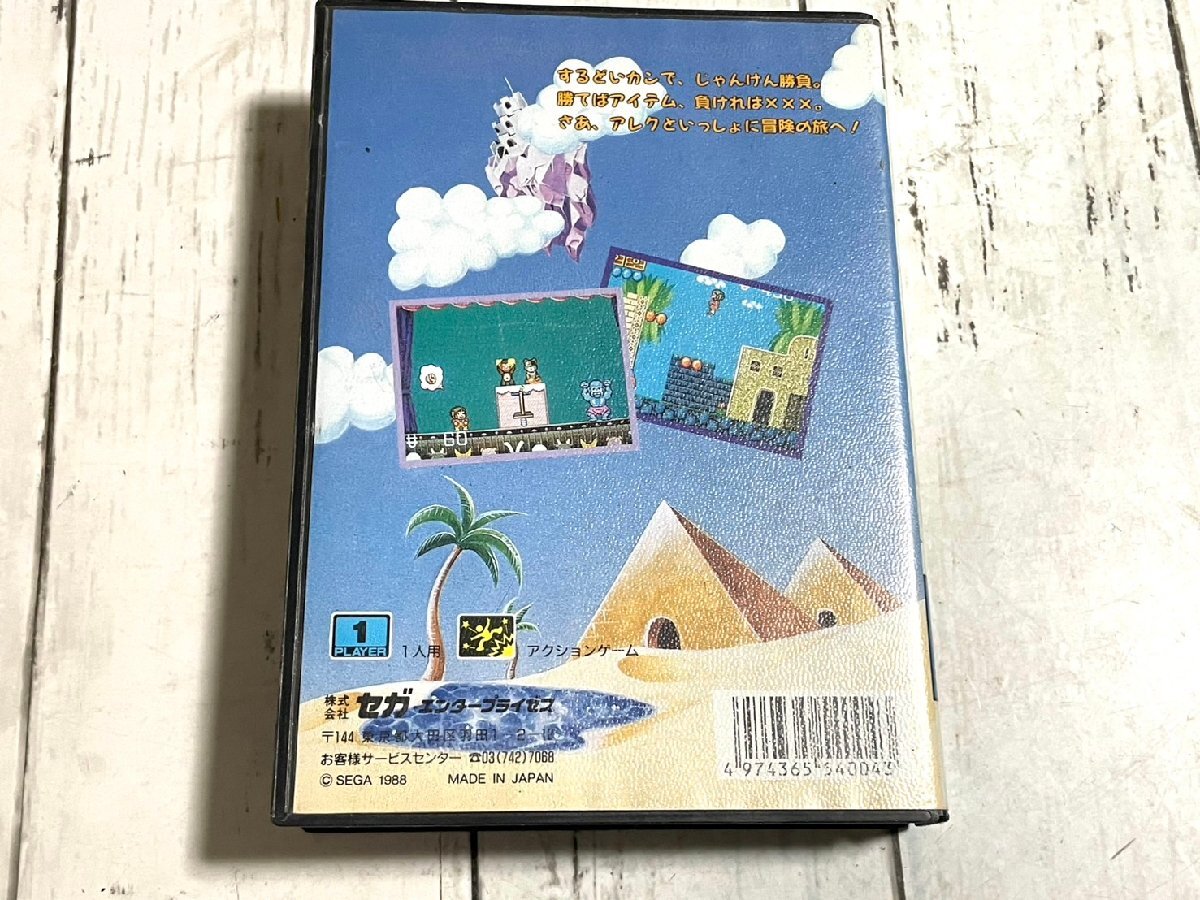 するどいカンで、じゃんけん勝負。
勝てばアイテム、負ければ×××。
さあ、アレクといっしょに冒険の旅へ!
GO
1
PLAYER
1人用
アクションゲーム
株式会社 セガ エンタープライゼス
〒144 東京都大田区羽田1-2-12
お客様サービスセンター ☎03(742)7068
© SEGA 1988 MADE IN JAPAN
4 974365 540043